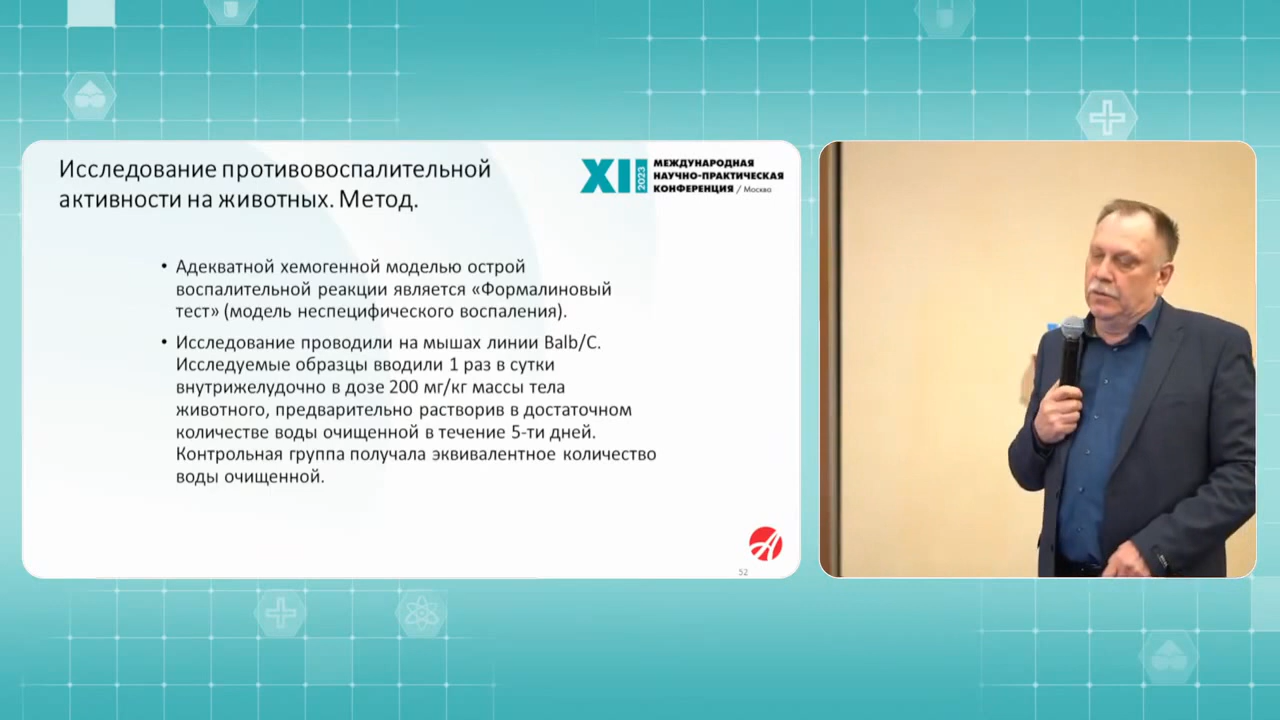 Исследование противовоспалительной
активности на животных. Метод.
XII
2023
МЕЖДУНАРОДНАЯ
НАУЧНО-ПРАКТИЧЕСКАЯ
КОНФЕРЕНЦИЯ / Москва
• Адекватной хемогенной моделью острой
воспалительной реакции является «Формалиновый
тест» (модель неспецифического воспаления).
• Исследование проводили на мышах линии Balb/C.
Исследуемые образцы вводили 1 раз в сутки
внутрижелудочно в дозе 200 мг/кг массы тела
животного, предварительно растворив в достаточном
количестве воды очищенной в течение 5-ти дней.
Контрольная группа получала эквивалентное количество
воды очищенной.
52